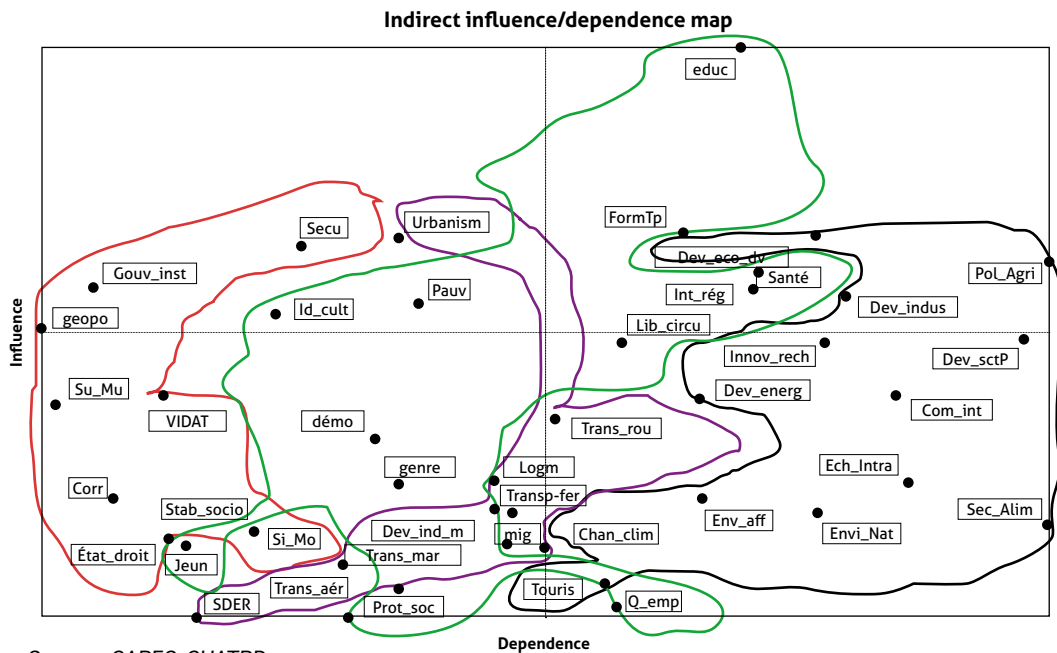 Indirect influence/dependence map
educ
FormTp
Urbanism
Secu
Dev_eco_dv
Gouv_inst
Santé
Pol_Agri
Pauv
Int_rég
Id_cult
Dev_indus
geopo
Lib_circu
Influence
Innov_rech
Dev_sctP
Su_Mu
Dev_energ
VIDAT
démo
Trans_rou
Com_int
genre
Logm
Ech_Intra
Corr
Transp-fer
Stab_socio
Sec_Alim
Env_aff
Envi_Nat
Si_Mo
Dev_ind_m
mig
Chan_clim
État_droit
Jeun
Trans_mar
Trans_aér
Touris
SDER
Prot_soc
Q_emp
Dependence